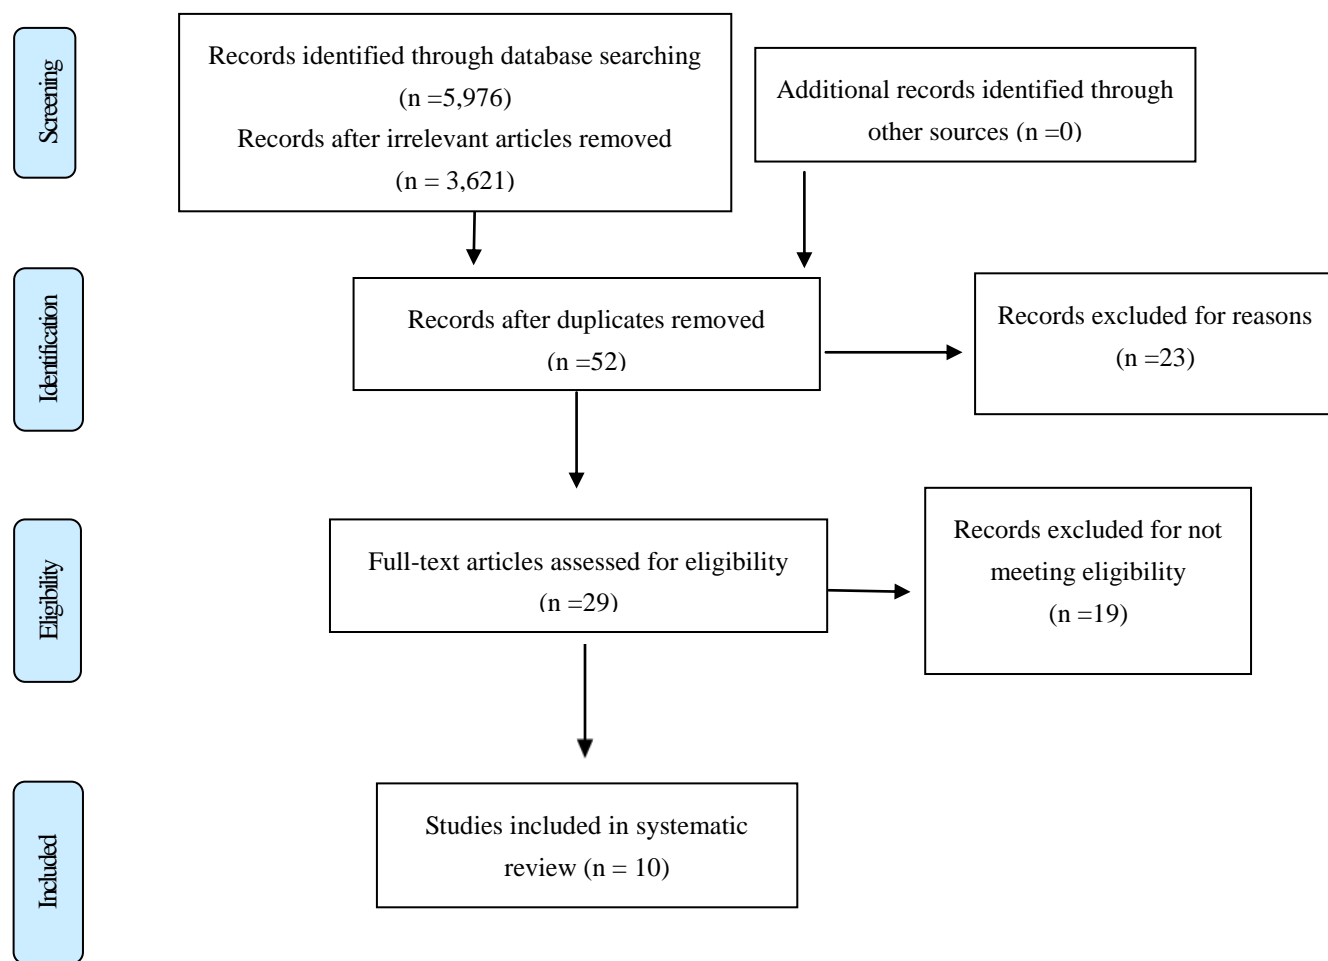 Screening
Records identified through database searching
(n =5,976)
Records after irrelevant articles removed
(n = 3,621)
Additional records identified through
other sources (n =0)
Identification
Records after duplicates removed
(n =52)
Records excluded for reasons
(n =23)
Eligibility
Full-text articles assessed for eligibility
(n =29)
Records excluded for not
meeting eligibility
(n =19)
Included
Studies included in systematic
review (n = 10)